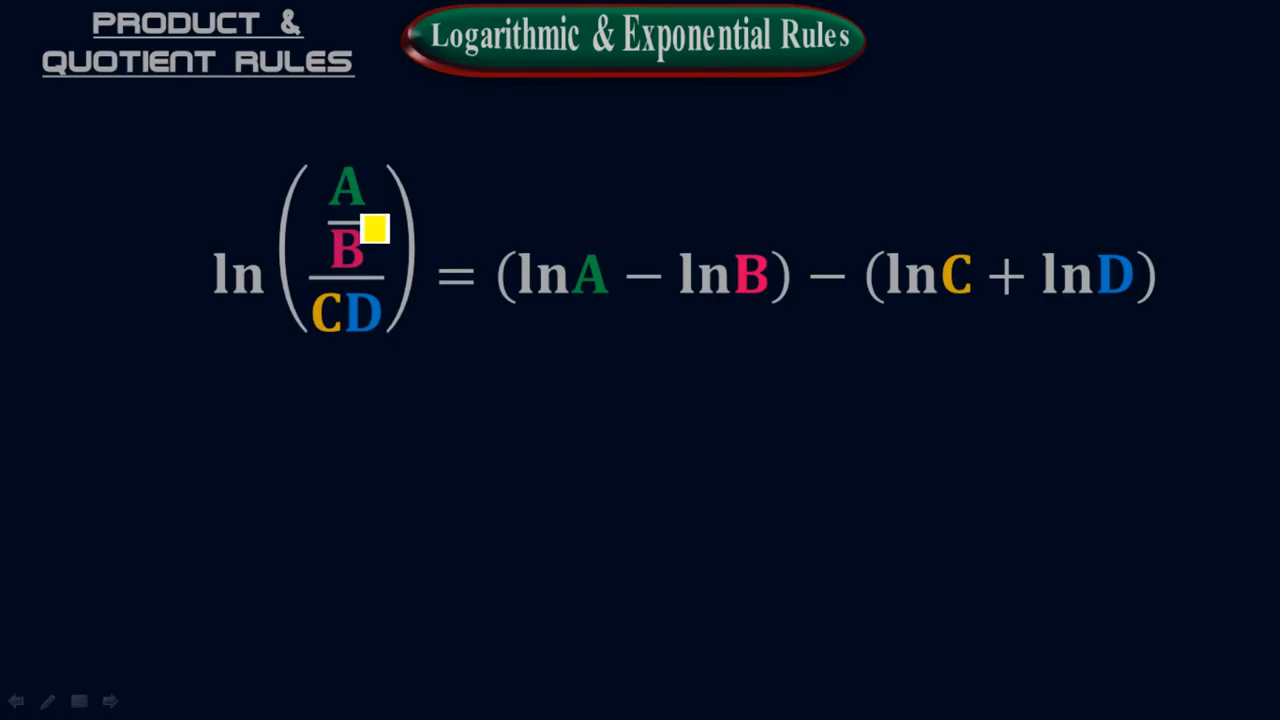 PRODUCT &
QUOTIENT RULES
Logarithmic & Exponential Rules
ln((A/B)/(CD)) = (lnA − lnB) − (lnC + lnD)